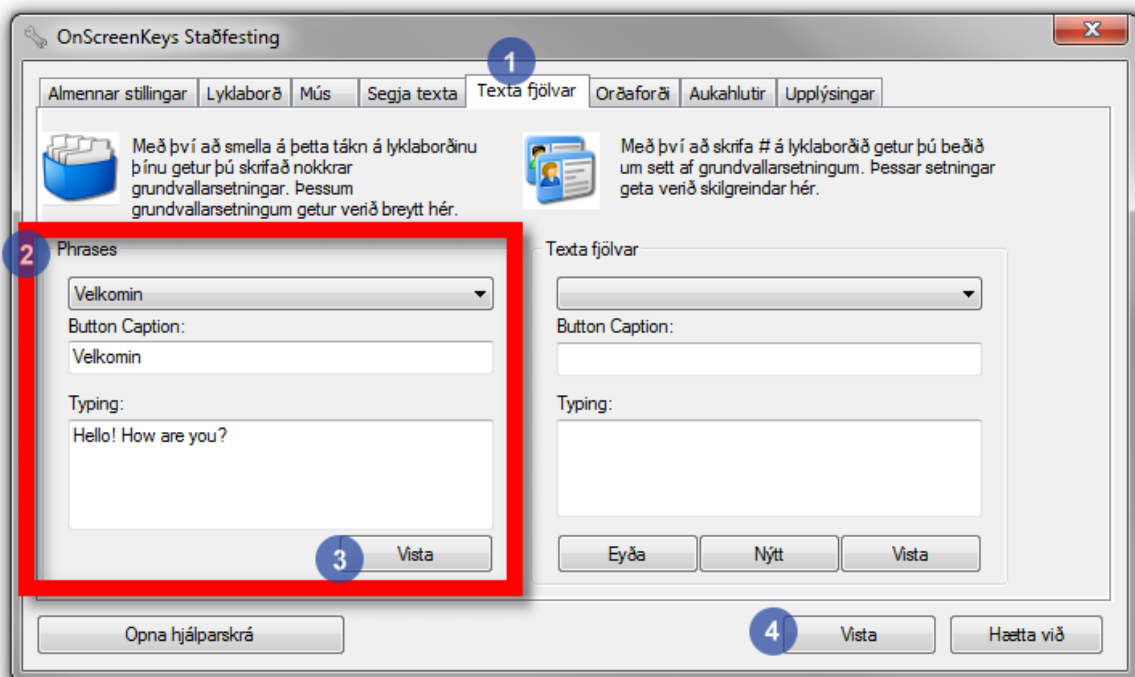 OnScreenKeys Staðfesting
1
Almennar stillingar Lyklaborð Mús Segja texta Texta fjölvar Orðaforði Aukahlutir Upplýsingar
Með því að smella á þetta tákn á lyklaborðinu
þínu getur þú skrifað nokkrar
grundvallarsetningar. Þessum
grundvallarsetningum getur verið breytt hér.
Með því að skrifa # á lyklaborðið getur þú beðið
um sett af grundvallarsetningum. Þessar setningar
geta verið skilgreindar hér.
2
Phrases
Velkomin
Button Caption:
Velkomin
Typing:
Hello! How are you?
3
Vista
Texta fjölvar
Button Caption:
Typing:
Eyða Nýtt Vista
Opna hjálparskrá
4
Vista
Hætta við